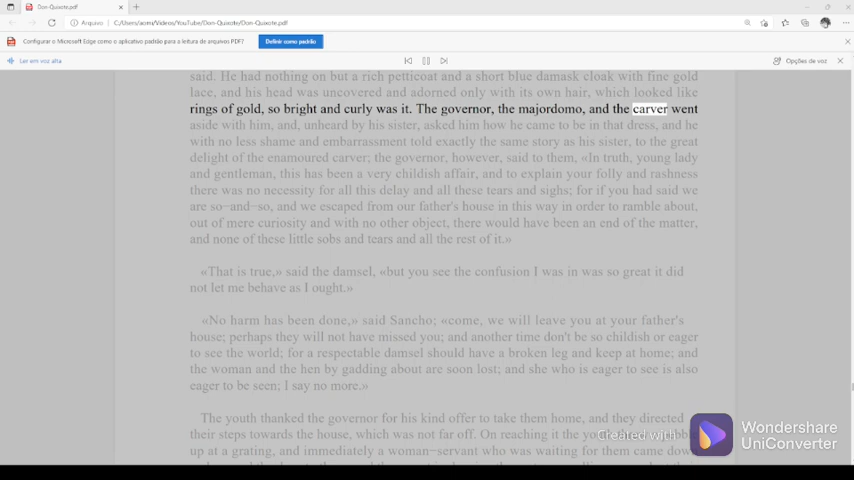 Don-Quixote.pdf
Arquivo
C:/Users/acorn/Videos/YouTube/Don-Quixote/Don-Quixote.pdf
Configurar o Microsoft Edge como o aplicativo padrão para a leitura de arquivos PDF?
Definir como padrão
Ler em voz alta
Opções de voz
said. He had nothing on but a rich petticoat and a short blue damask cloak with fine gold
lace, and his head was uncovered and adorned only with its own hair, which looked like
rings of gold, so bright and curly was it. The governor, the majordomo, and the carver went
aside with him, and, unheard by his sister, asked him how he came to be in that dress, and he
with no less shame and embarrassment told exactly the same story as his sister, to the great
delight of the enamoured carver; the governor, however, said to them, «In truth, young lady
and gentleman, this has been a very childish affair, and to explain your folly and rashness
there was no necessity for all this delay and all these tears and sighs; for if you had said we
are so−and−so, and we escaped from our father's house in this way in order to ramble about,
out of mere curiosity and with no other object, there would have been an end of the matter,
and none of these little sobs and tears and all the rest of it.»
«That is true,» said the damsel, «but you see the confusion I was in was so great it did
not let me behave as I ought.»
«No harm has been done,» said Sancho; «come, we will leave you at your father's
house; perhaps they will not have missed you; and another time don't be so childish or eager
to see the world; for a respectable damsel should have a broken leg and keep at home; and
the woman and the hen by gadding about are soon lost; and she who is eager to see is also
eager to be seen; I say no more.»
The youth thanked the governor for his kind offer to take them home, and they directed
their steps towards the house, which was not far off. On reaching it the
up at a grating, and immediately a woman−servant who was waiting for them came down
Created with
Wondershare
UniConverter